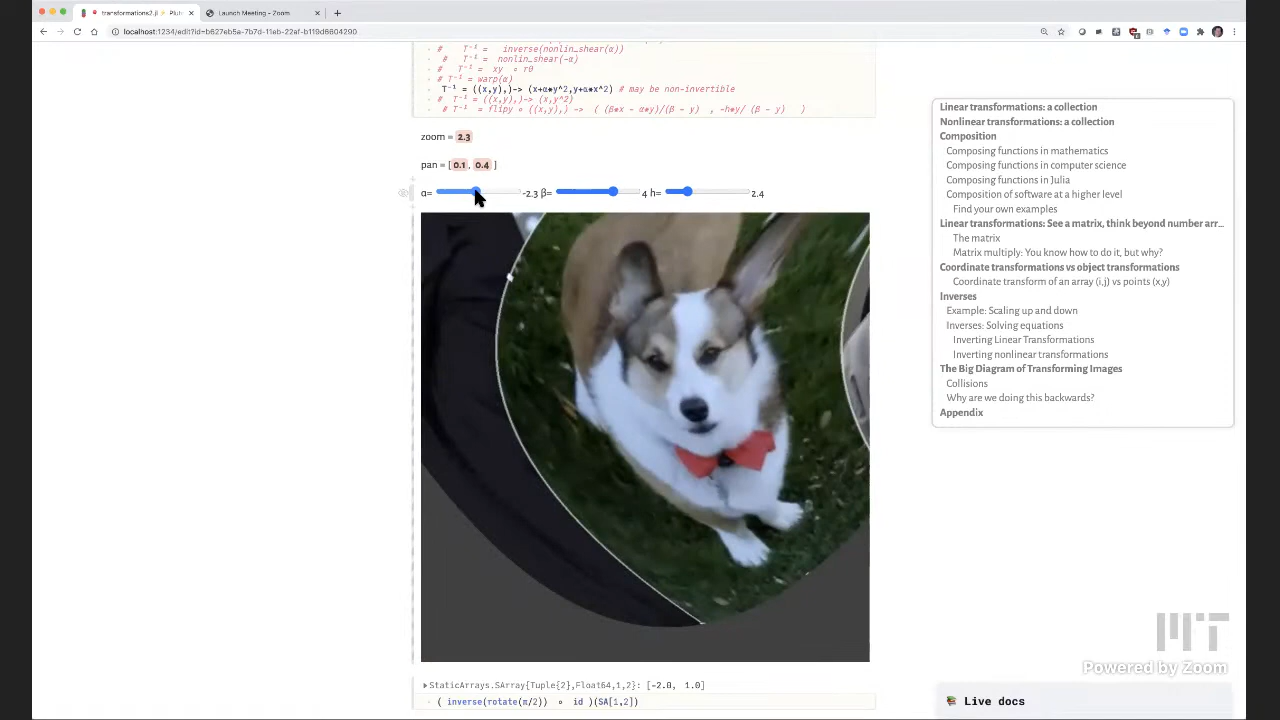 transformations2.jl ⚡ Plut
Launch Meeting - Zoom
localhost:1234/edit?id=b627eb5a-7b7d-11eb-22ef-b119d6604290
# T⁻¹ = inverse(nonlin_shear(α))
# T⁻¹ = nonlin_shear(-α)
# T⁻¹ = xy ∘ rθ
# T⁻¹ = warp(α)
T⁻¹ = ((x,y),)-> (x+α*y^2,y+α*x^2) # may be non-invertible
# T⁻¹ = ((x,y),)-> (x,y^2)
# T⁻¹ = flipy ∘ ((x,y),) -> ( (β*x - α*y)/(β - y) , -h*y/ (β - y) )
zoom = 2.3
pan = [ 0.1, 0.4 ]
α= -2.3 β= 4 h= 2.4
StaticArrays.SArray{Tuple{2},Float64,1,2}: [-2.0, 1.0]
( inverse(rotate(π/2)) ∘ id )(SA[1,2])
Linear transformations: a collection
Nonlinear transformations: a collection
Composition
Composing functions in mathematics
Composing functions in computer science
Composing functions in Julia
Composition of software at a higher level
Find your own examples
Linear transformations: See a matrix, think beyond number arr...
The matrix
Matrix multiply: You know how to do it, but why?
Coordinate transformations vs object transformations
Coordinate transform of an array (i,j) vs points (x,y)
Inverses
Example: Scaling up and down
Inverses: Solving equations
Inverting Linear Transformations
Inverting nonlinear transformations
The Big Diagram of Transforming Images
Collisions
Why are we doing this backwards?
Appendix
MIT
Powered by Zoom
Live docs